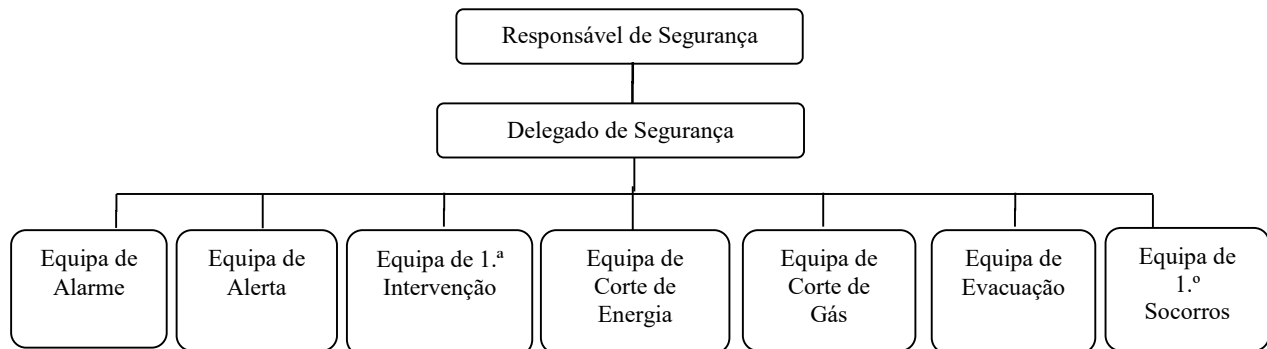 Responsável de Segurança
Delegado de Segurança
Equipa de
Alarme
Equipa de
Alerta
Equipa de 1.ª
Intervenção
Equipa de
Corte de
Energia
Equipa de
Corte de
Gás
Equipa de
Evacuação
Equipa de
1.º
Socorros